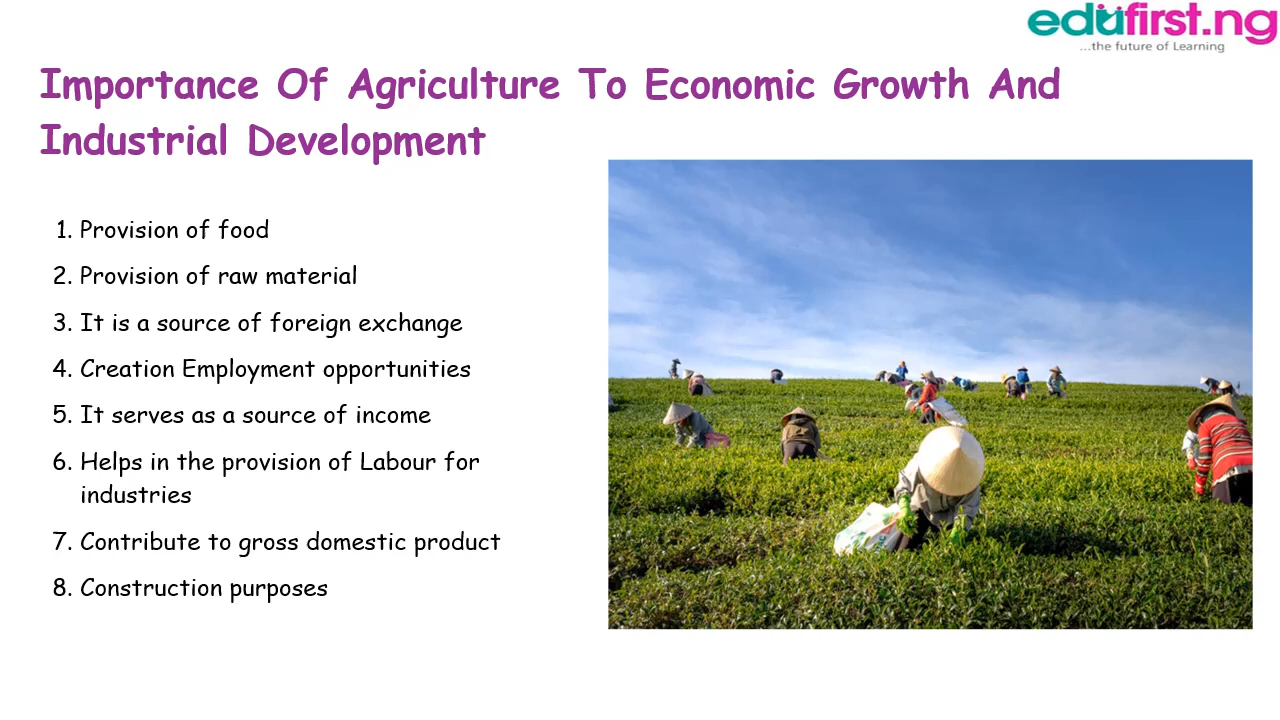 edufirst.ng
...the future of Learning
Importance Of Agriculture To Economic Growth And
Industrial Development
1. Provision of food
2. Provision of raw material
3. It is a source of foreign exchange
4. Creation Employment opportunities
5. It serves as a source of income
6. Helps in the provision of Labour for
industries
7. Contribute to gross domestic product
8. Construction purposes